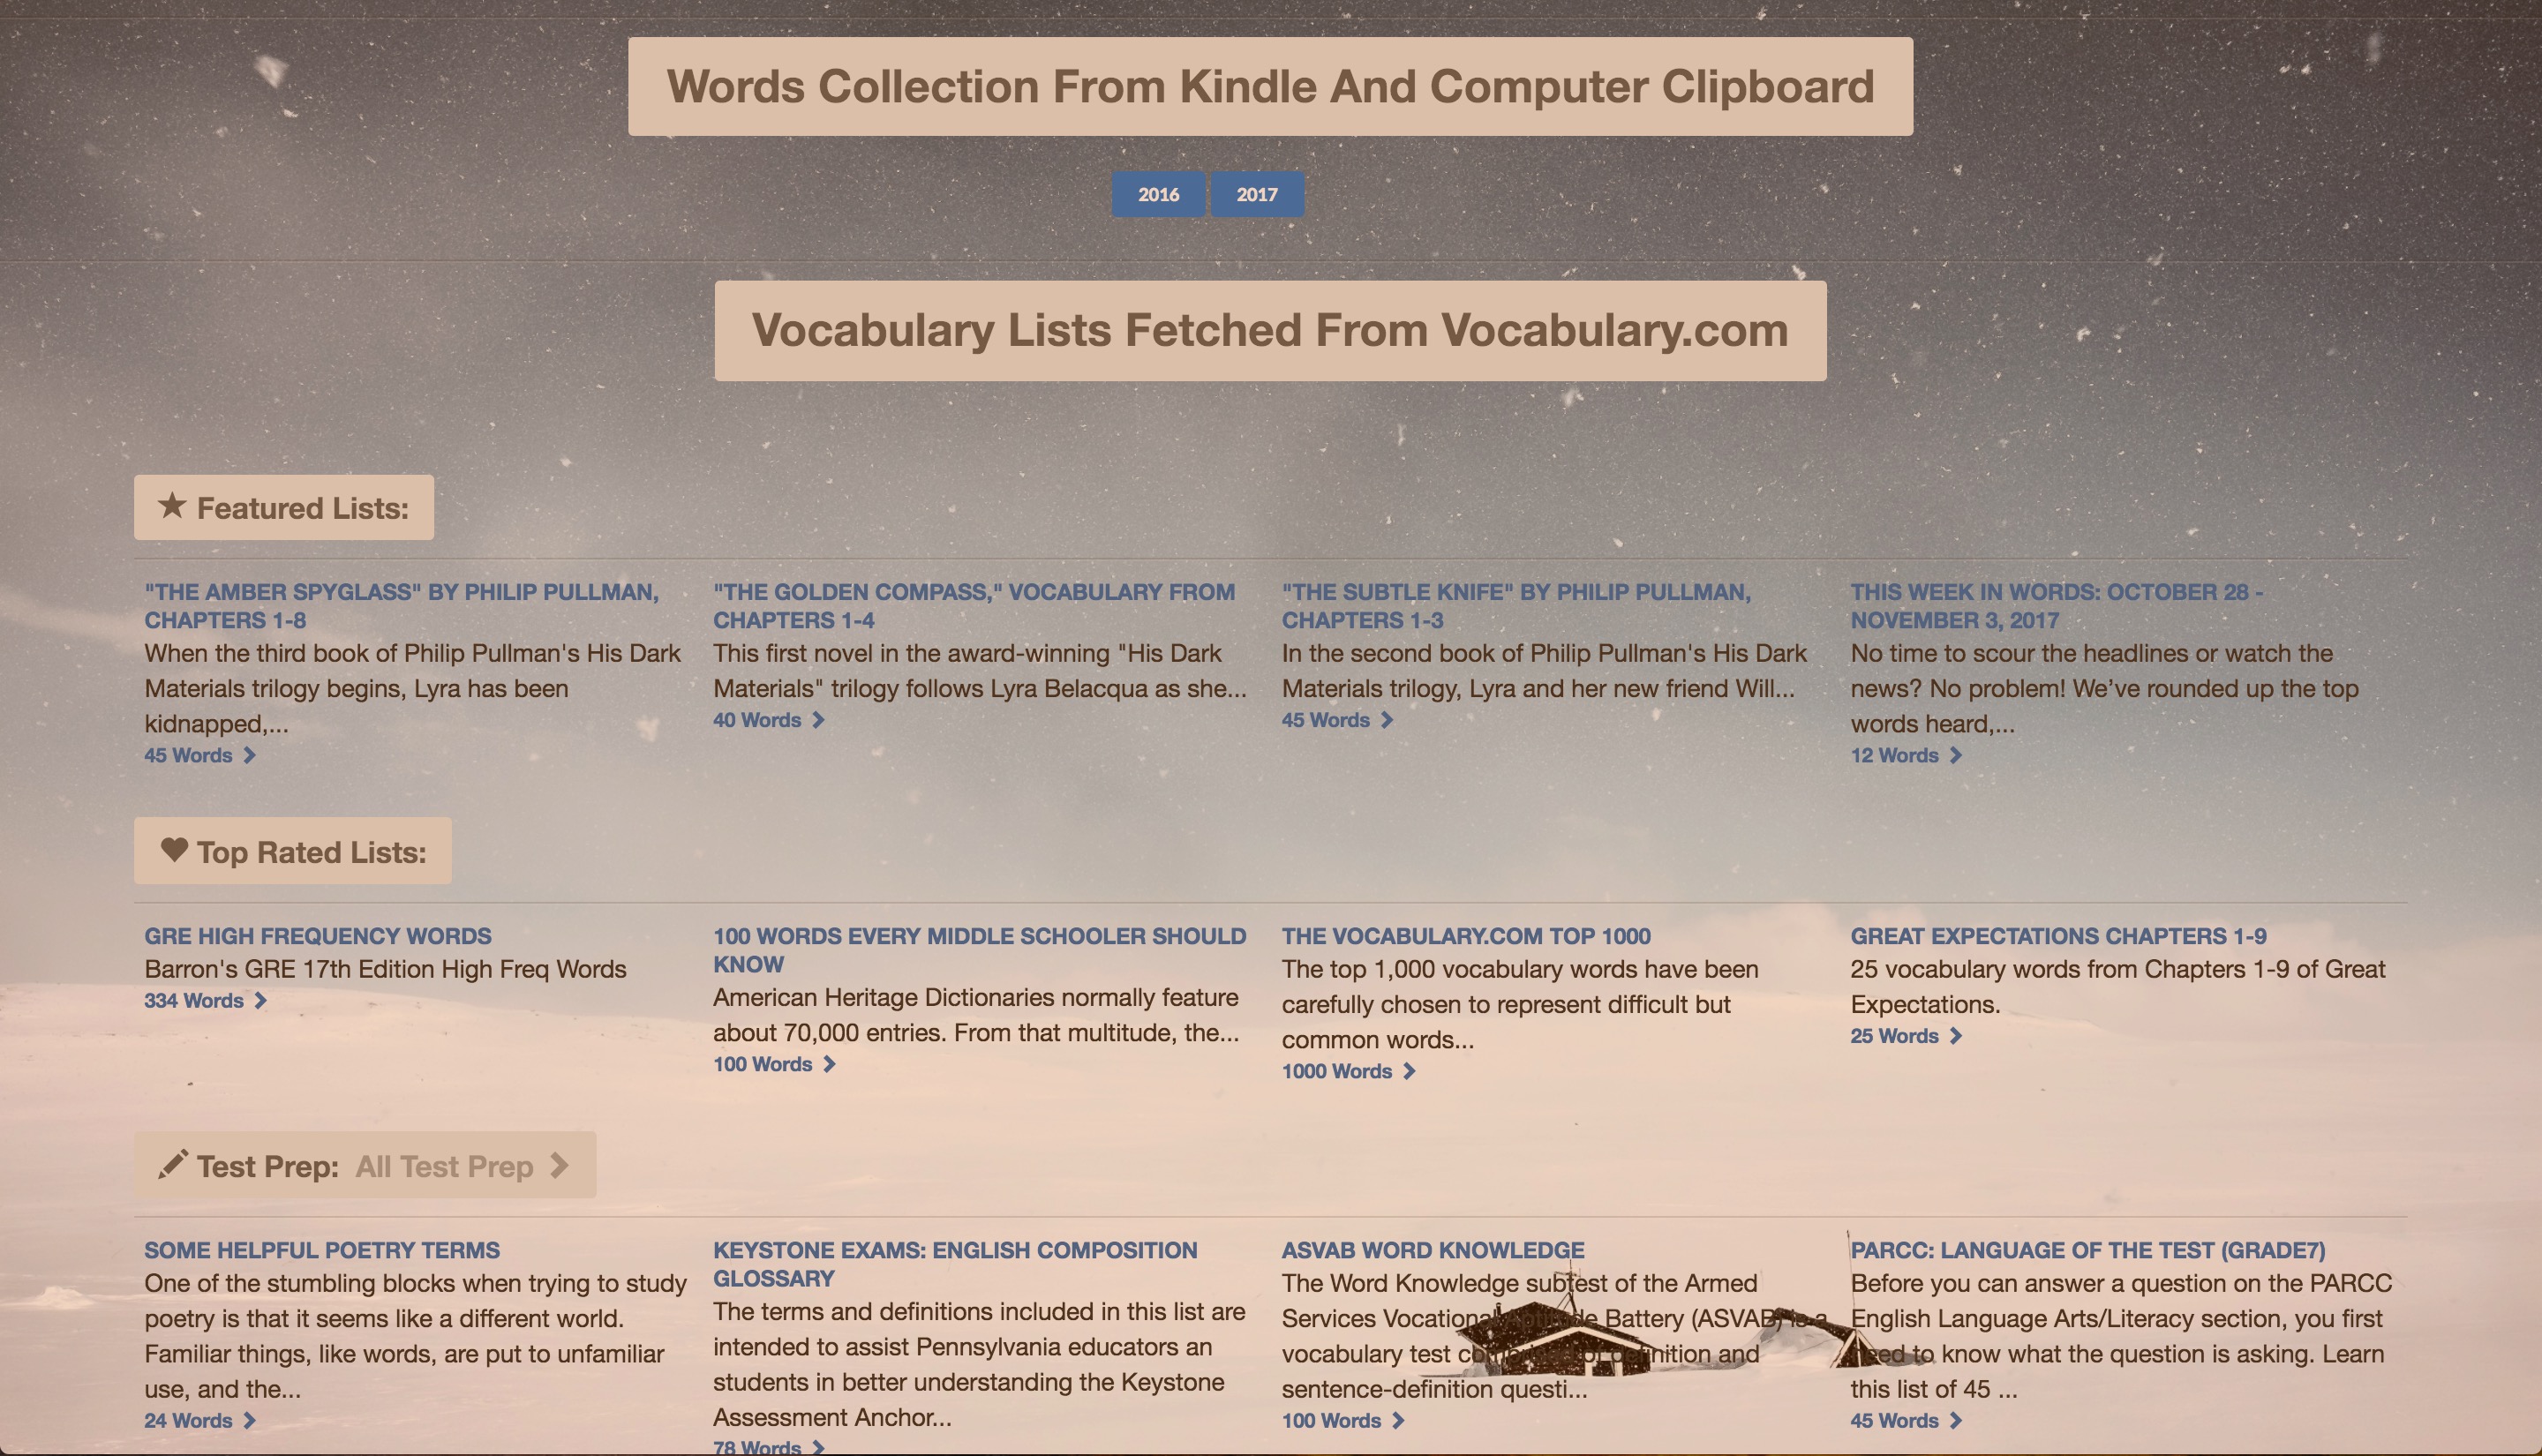 Words Collection From Kindle And Computer Clipboard
2016 2017
Vocabulary Lists Fetched From Vocabulary.com
Featured Lists:
"THE AMBER SPYGLASS" BY PHILIP PULLMAN,
CHAPTERS 1-8
When the third book of Philip Pullman's His Dark
Materials trilogy begins, Lyra has been
kidnapped,...
45 Words
"THE GOLDEN COMPASS," VOCABULARY FROM
CHAPTERS 1-4
This first novel in the award-winning "His Dark
Materials" trilogy follows Lyra Belacqua as she...
40 Words
"THE SUBTLE KNIFE" BY PHILIP PULLMAN,
CHAPTERS 1-3
In the second book of Philip Pullman's His Dark
Materials trilogy, Lyra and her new friend Will...
45 Words
THIS WEEK IN WORDS: OCTOBER 28 -
NOVEMBER 3, 2017
No time to scour the headlines or watch the
news? No problem! We’ve rounded up the top
words heard,...
12 Words
Top Rated Lists:
GRE HIGH FREQUENCY WORDS
Barron's GRE 17th Edition High Freq Words
334 Words
100 WORDS EVERY MIDDLE SCHOOLER SHOULD
KNOW
American Heritage Dictionaries normally feature
about 70,000 entries. From that multitude, the...
100 Words
THE VOCABULARY.COM TOP 1000
The top 1,000 vocabulary words have been
carefully chosen to represent difficult but
common words...
1000 Words
GREAT EXPECTATIONS CHAPTERS 1-9
25 vocabulary words from Chapters 1-9 of Great
Expectations.
25 Words
Test Prep: All Test Prep
SOME HELPFUL POETRY TERMS
One of the stumbling blocks when trying to study
poetry is that it seems like a different world.
Familiar things, like words, are put to unfamiliar
use, and the...
24 Words
KEYSTONE EXAMS: ENGLISH COMPOSITION
GLOSSARY
The terms and definitions included in this list are
intended to assist Pennsylvania educators an
students in better understanding the Keystone
Assessment Anchor...
78 Words
ASVAB WORD KNOWLEDGE
The Word Knowledge subtest of the Armed
Services Vocational Aptitude Battery (ASVAB) is a
vocabulary test comprised of definition and
sentence-definition questi...
100 Words
PARCC: LANGUAGE OF THE TEST (GRADE7)
Before you can answer a question on the PARCC
English Language Arts/Literacy section, you first
need to know what the question is asking. Learn
this list of 45 ...
45 Words